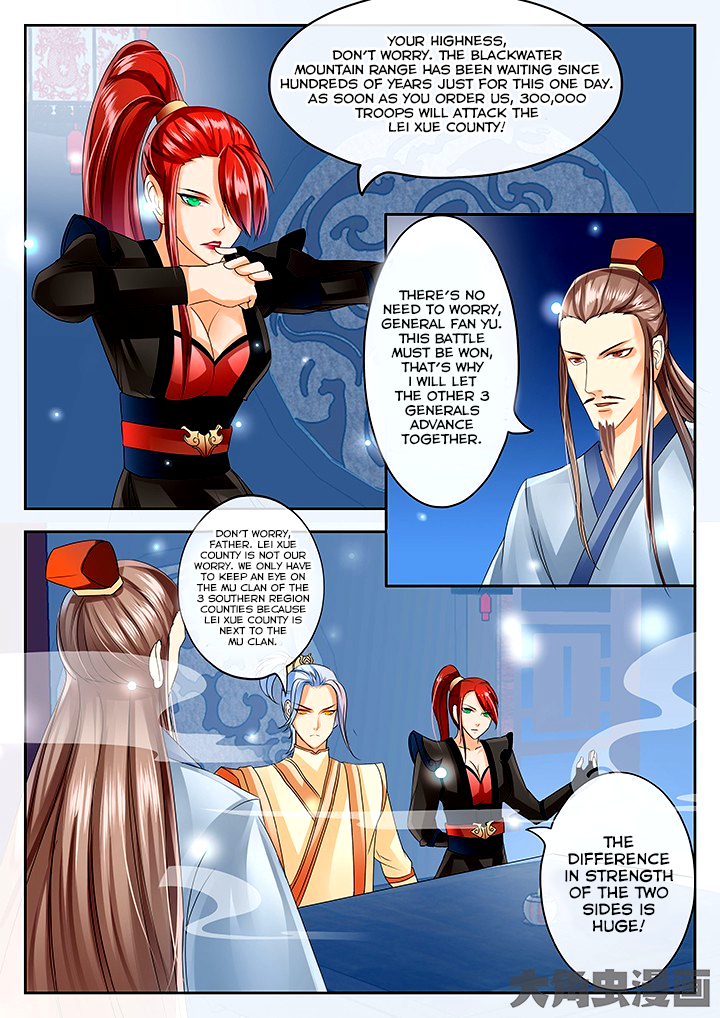 YOUR HIGHNESS,
DON'T WORRY. THE BLACKWATER
MOUNTAIN RANGE HAS BEEN WAITING SINCE
HUNDREDS OF YEARS JUST FOR THIS ONE DAY.
AS SOON AS YOU ORDER US, 300,000
TROOPS WILL ATTACK THE
LEI XUE COUNTY!
THERE'S NO
NEED TO WORRY,
GENERAL FAN YU.
THIS BATTLE
MUST BE WON,
THAT'S WHY
I WILL LET
THE OTHER 3
GENERALS
ADVANCE
TOGETHER.
DON'T WORRY,
FATHER. LEI XUE
COUNTY IS NOT OUR
WORRY. WE ONLY HAVE
TO KEEP AN EYE ON
THE MU CLAN OF THE
3 SOUTHERN REGION
COUNTIES BECAUSE
LEI XUE COUNTY IS
NEXT TO THE
MU CLAN.
THE
DIFFERENCE
IN STRENGTH
OF THE TWO
SIDES IS
HUGE!
大角虫漫画